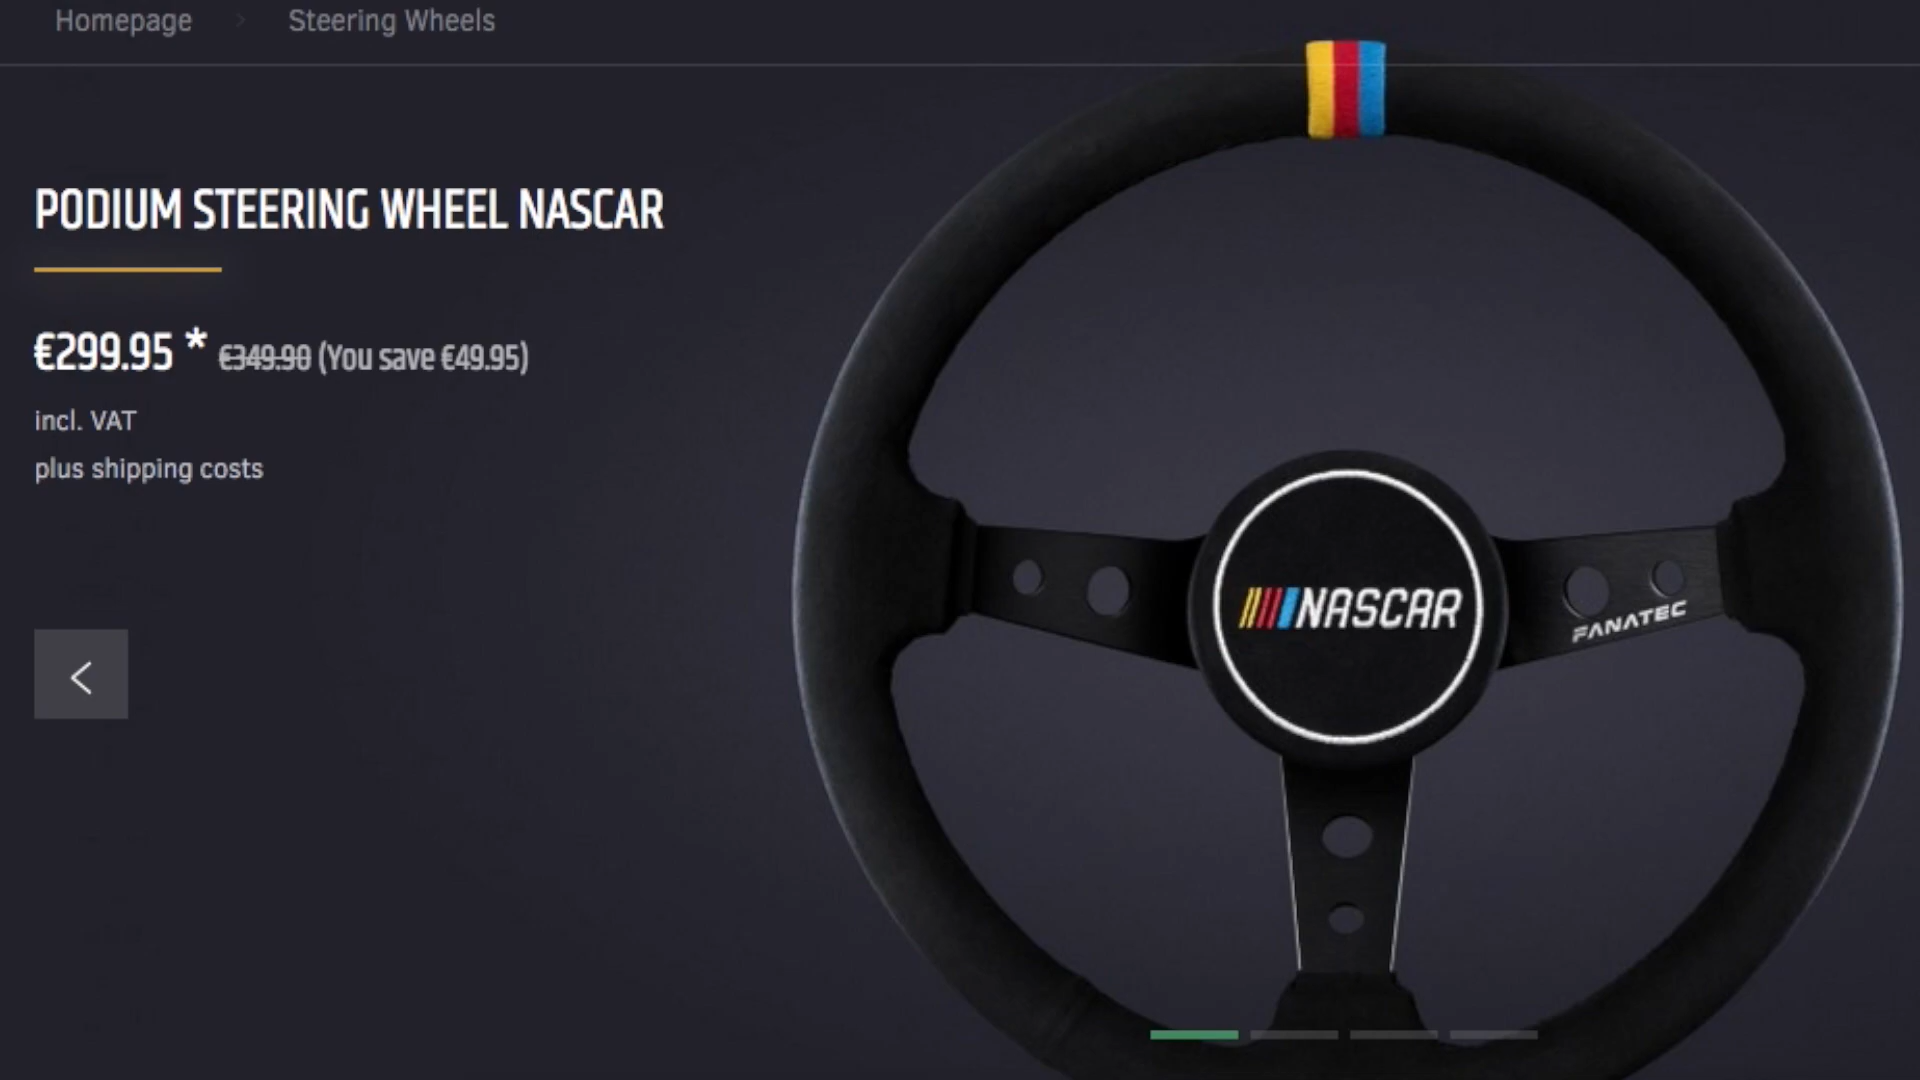 Homepage > Steering Wheels
PODIUM STEERING WHEEL NASCAR
€299.95 * €349.90 (You save €49.95)
incl. VAT
plus shipping costs
NASCAR
FANATEC